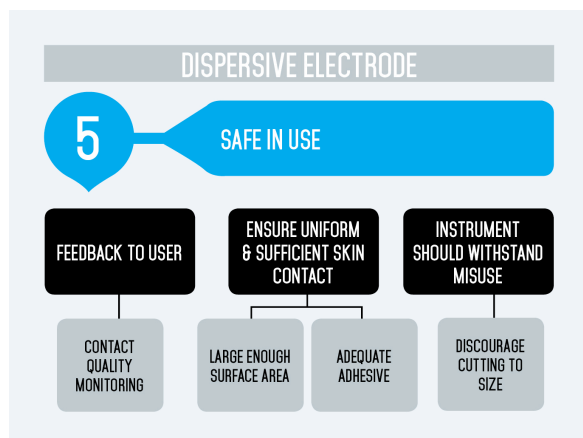 DISPERSIVE ELECTRODE
5
SAFE IN USE
FEEDBACK TO USER
ENSURE UNIFORM
& SUFFICIENT SKIN
CONTACT
INSTRUMENT
SHOULD WITHSTAND
MISUSE
CONTACT
QUALITY
MONITORING
LARGE ENOUGH
SURFACE AREA
ADEQUATE
ADHESIVE
DISCOURAGE
CUTTING TO
SIZE